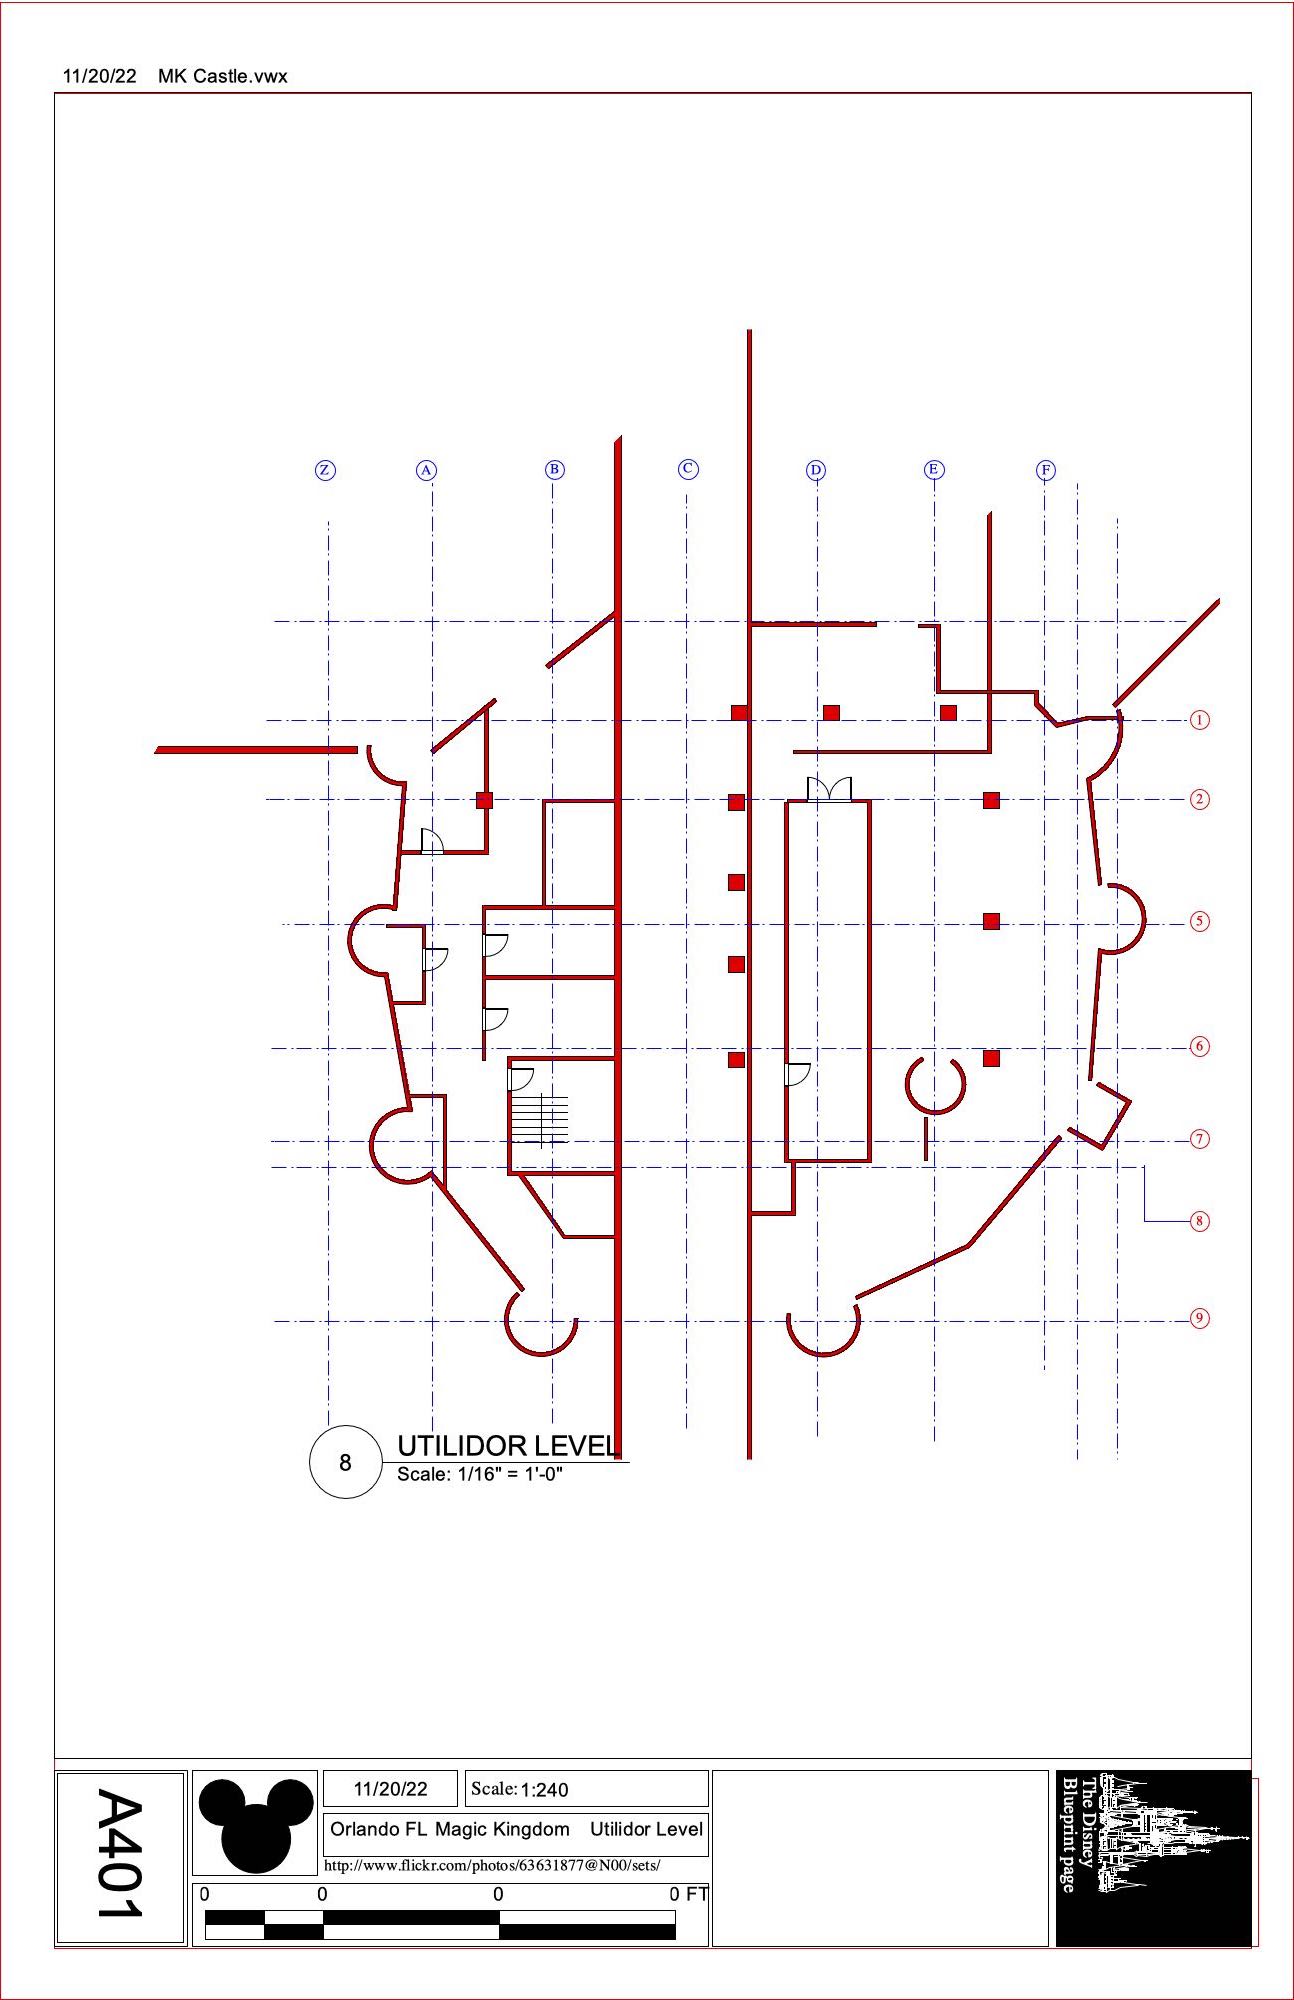 11/20/22 MK Castle.vwx
Z A B C D E F
1
2
5
6
7
8
9
8 UTILIDOR LEVEL
Scale: 1/16" = 1'-0"
A401
11/20/22 Scale: 1:240
Orlando FL Magic Kingdom Utilidor Level
http://www.flickr.com/photos/63631877@N00/sets/
0 0 0 0 FT
The Disney
Blueprint page